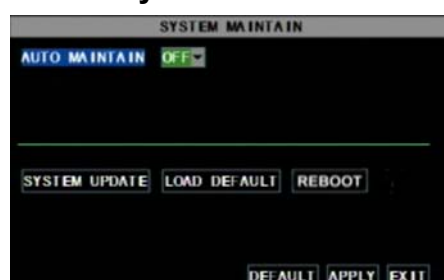 SYSTEM MAINTAIN
AUTO MAINTAIN OFF
SYSTEM UPDATE LOAD DEFAULT REBOOT
DEFAULT APPLY EXIT